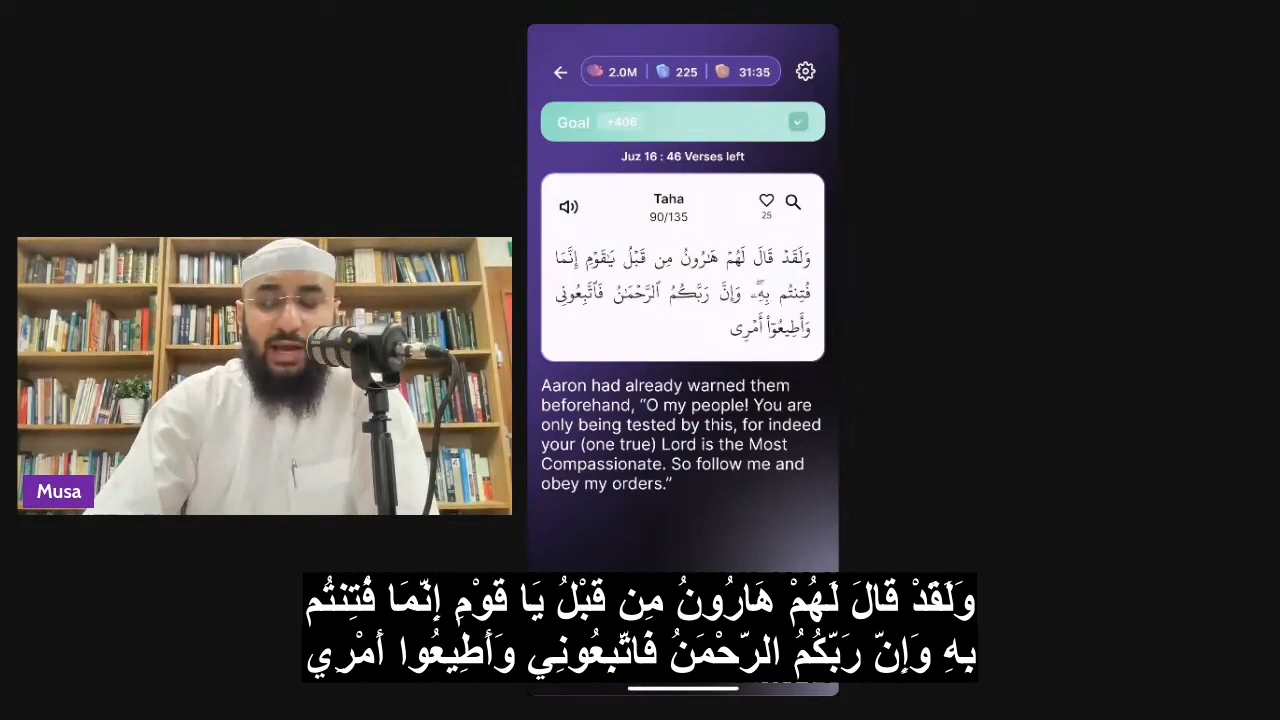 2.0M
225
31:35
Goal +406
Juz 16 : 46 Verses left
Taha
90/135
25
وَلَقَدْ قَالَ لَهُمْ هَـٰرُونُ مِن قَبْلُ يَـٰقَوْمِ إِنَّمَا
فُتِنتُم بِهِۦۖ وَإِنَّ رَبَّكُمُ ٱلرَّحْمَـٰنُ فَٱتَّبِعُونِى
وَأَطِيعُوٓا۟ أَمْرِى
Aaron had already warned them
beforehand, “O my people! You are
only being tested by this, for indeed
your (one true) Lord is the Most
Compassionate. So follow me and
obey my orders.”
Musa
وَلَقَدْ قَالَ لَهُمْ هَارُونُ مِن قَبْلُ يَا قَوْمِ إِنّمَا فُتِنتُم
بِهِ وَإِنّ رَبّكُمُ الرّحْمَنُ فَاتّبِعُونِي وَأَطِيعُوا أَمْرِي